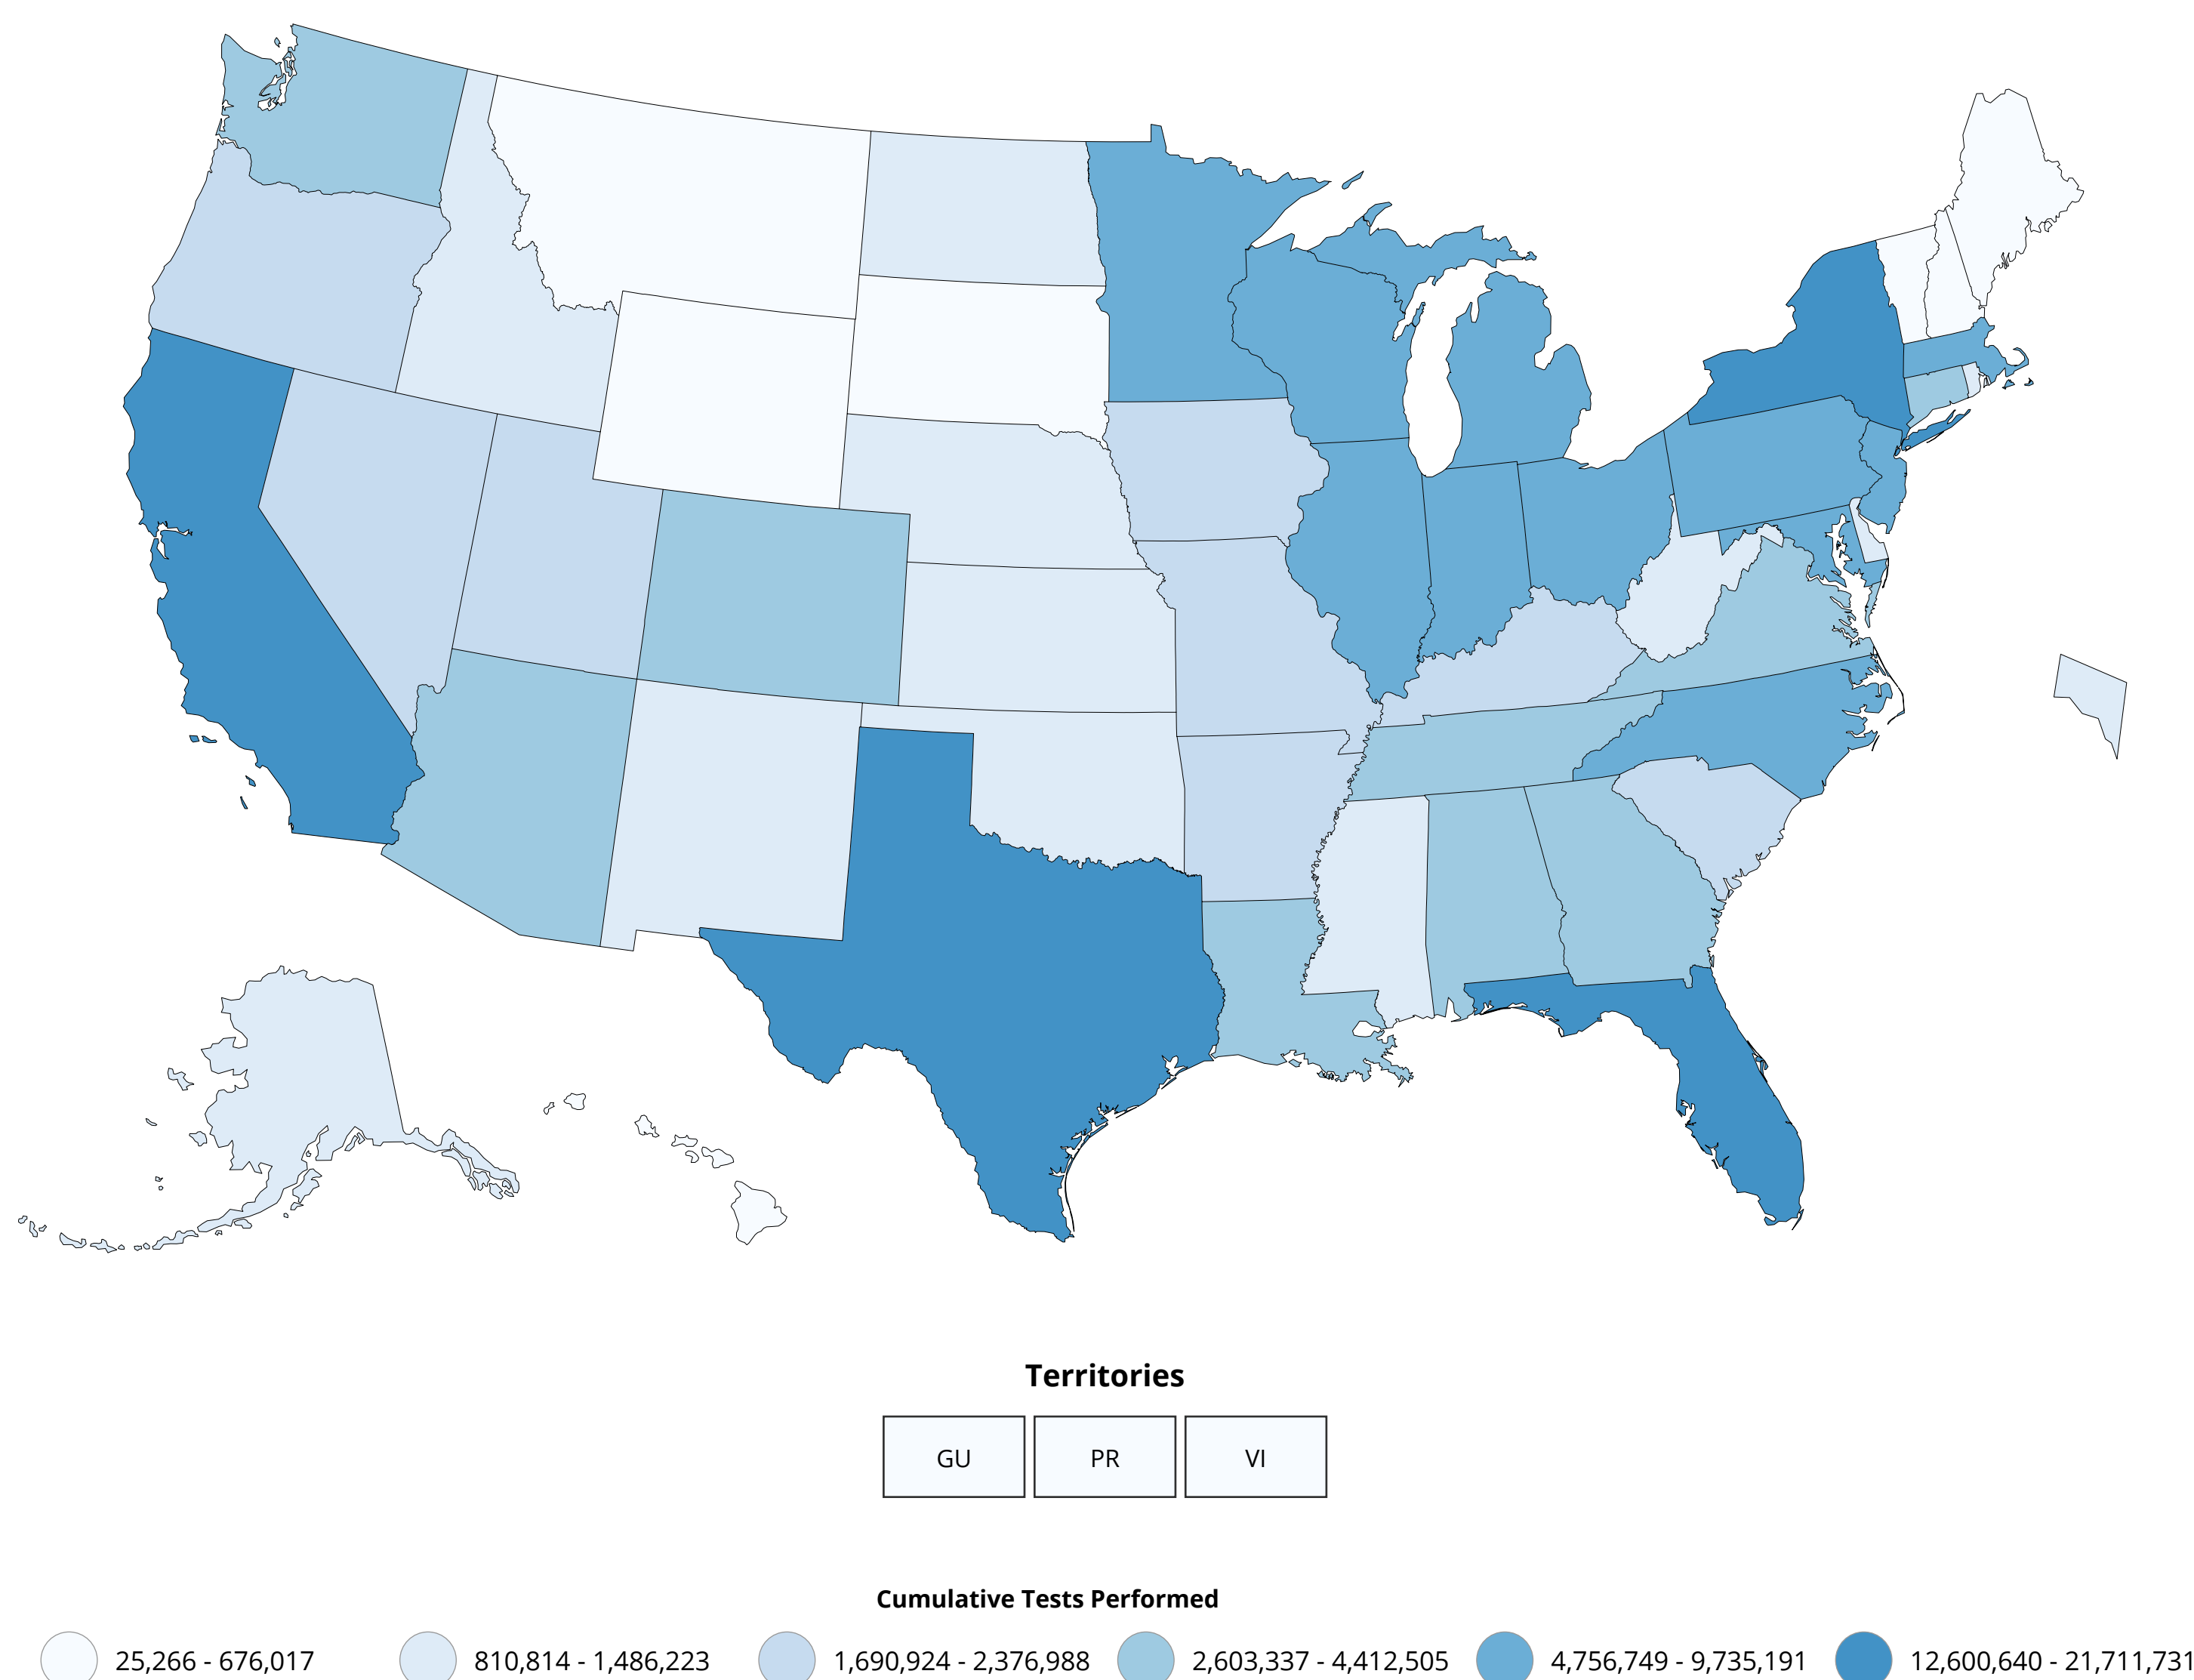 Territories
GU PR VI
Cumulative Tests Performed
25,266 - 676,017 810,814 - 1,486,223 1,690,924 - 2,376,988 2,603,337 - 4,412,505 4,756,749 - 9,735,191 12,600,640 - 21,711,731